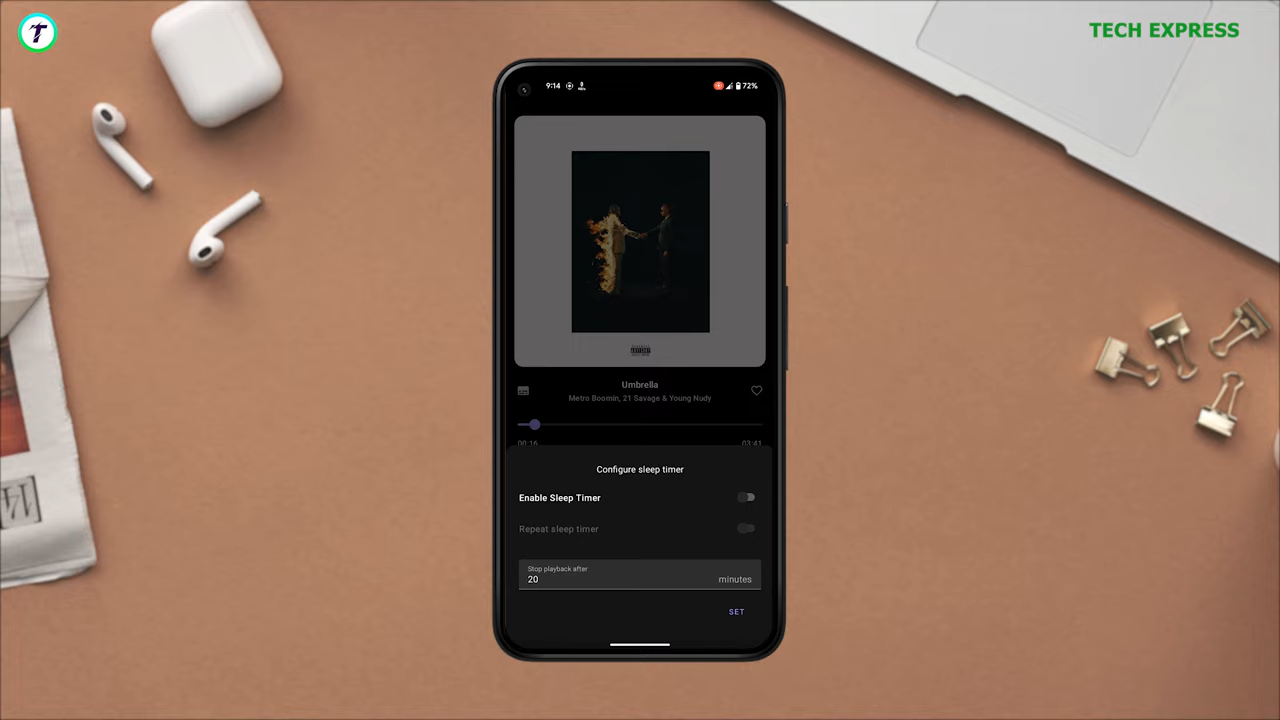 T
TECH EXPRESS
9:14
72%
Umbrella
Metro Boomin, 21 Savage & Young Nudy
00:16
03:41
Configure sleep timer
Enable Sleep Timer
Repeat sleep timer
Stop playback after
20
minutes
SET